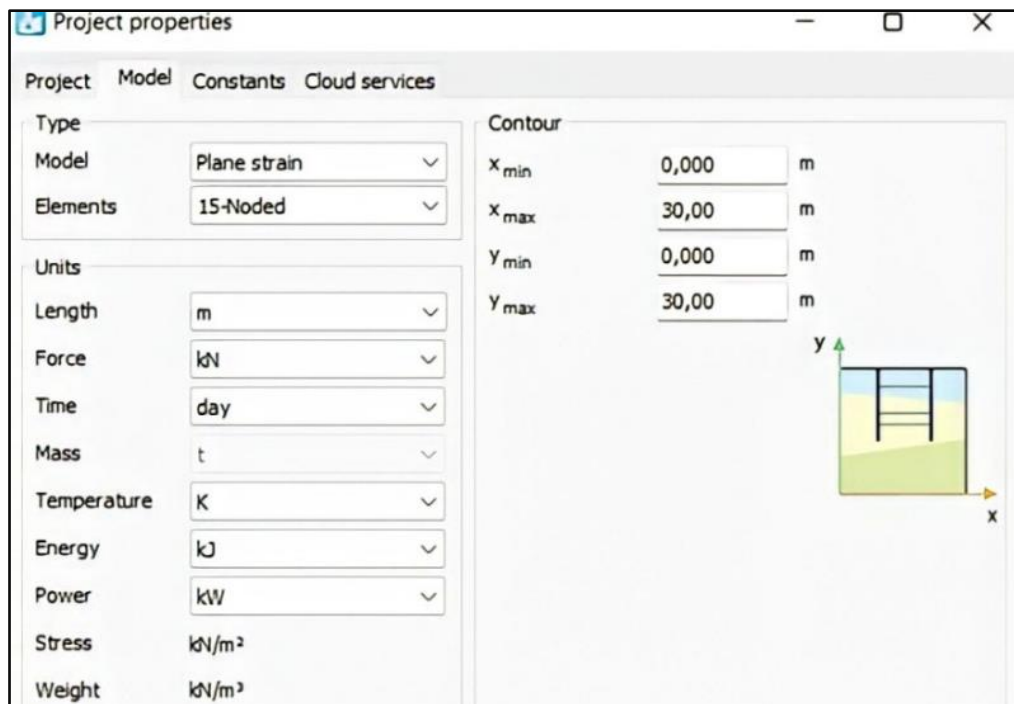 Project properties
Project Model Constants Cloud services
Type
Model Plane strain
Elements 15-Noded
Units
Length m
Force kN
Time day
Mass t
Temperature K
Energy kJ
Power kW
Stress kN/m²
Weight kN/m³
Contour
x min 0,000 m
x max 30,00 m
y min 0,000 m
y max 30,00 m
y
x